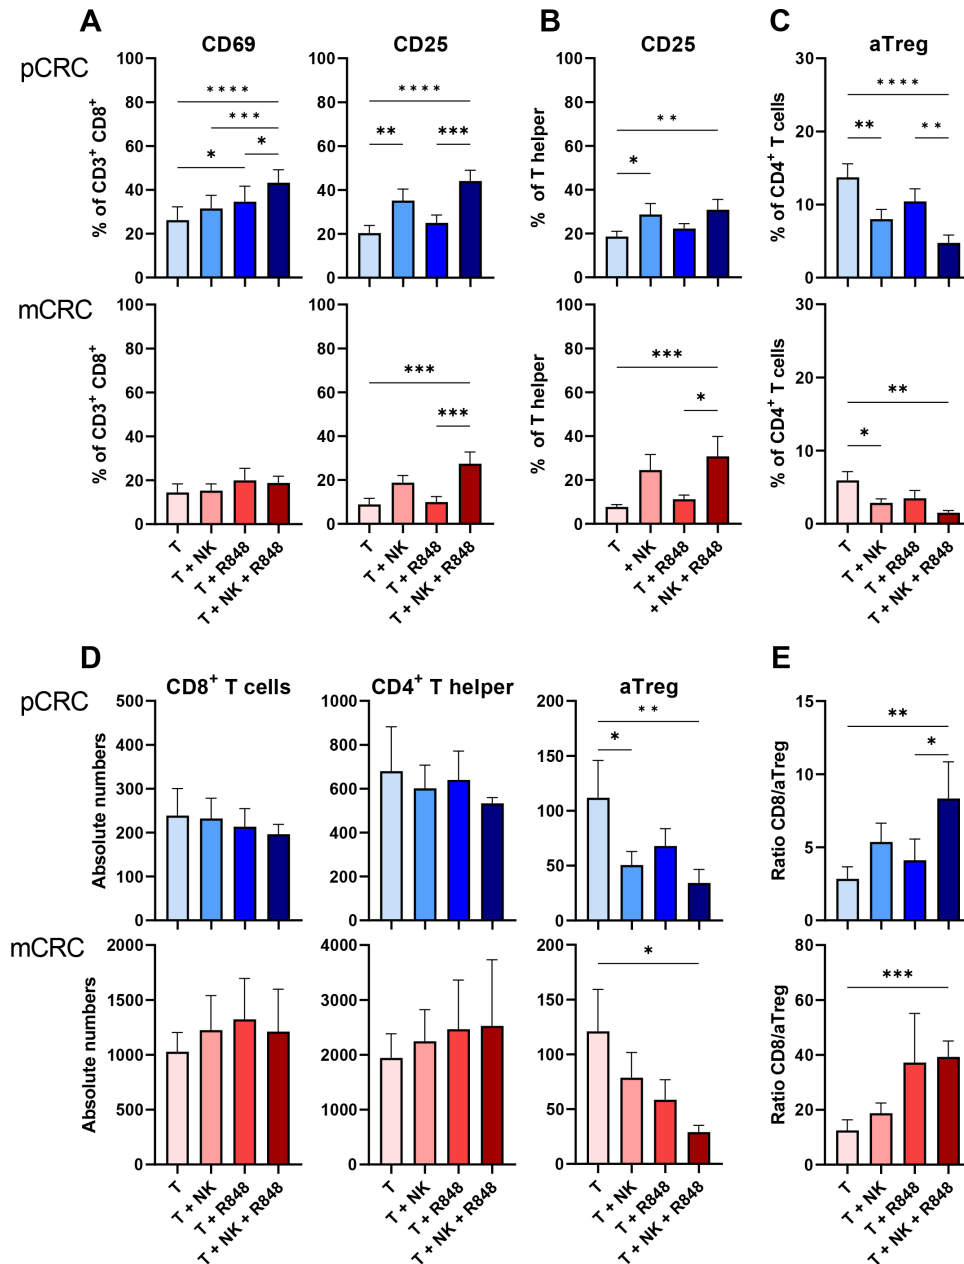 A
B
C
CD69
CD25
CD25
aTreg
pCRC
% of CD3⁺ CD8⁺
100
80
60
40
20
0
****
***
*
*
100
80
60
40
20
0
****
**
***
% of T helper
100
80
60
40
20
0
**
*
% of CD4⁺ T cells
30
20
10
0
****
**
**
mCRC
% of CD3⁺ CD8⁺
100
80
60
40
20
0
100
80
60
40
20
0
***
***
% of T helper
100
80
60
40
20
0
***
*
% of CD4⁺ T cells
30
20
10
0
**
*
T
T + NK
T + R848
T + NK + R848
T
T + NK
T + R848
T + NK + R848
T
+ NK
T + R848
+ NK + R848
T
T + NK
T + R848
T + NK + R848
D
E
CD8⁺ T cells
CD4⁺ T helper
aTreg
pCRC
Absolute numbers
500
400
300
200
100
0
1000
800
600
400
200
0
200
150
100
50
0
**
*
Ratio CD8/aTreg
15
10
5
0
**
*
mCRC
Absolute numbers
2000
1500
1000
500
0
4000
3000
2000
1000
0
200
150
100
50
0
*
Ratio CD8/aTreg
80
60
40
20
0
***
T
T + NK
T + R848
T + NK + R848
T
T + NK
T + R848
T + NK + R848
T
T + NK
T + R848
T + NK + R848
T
T + NK
T + R848
T + NK + R848